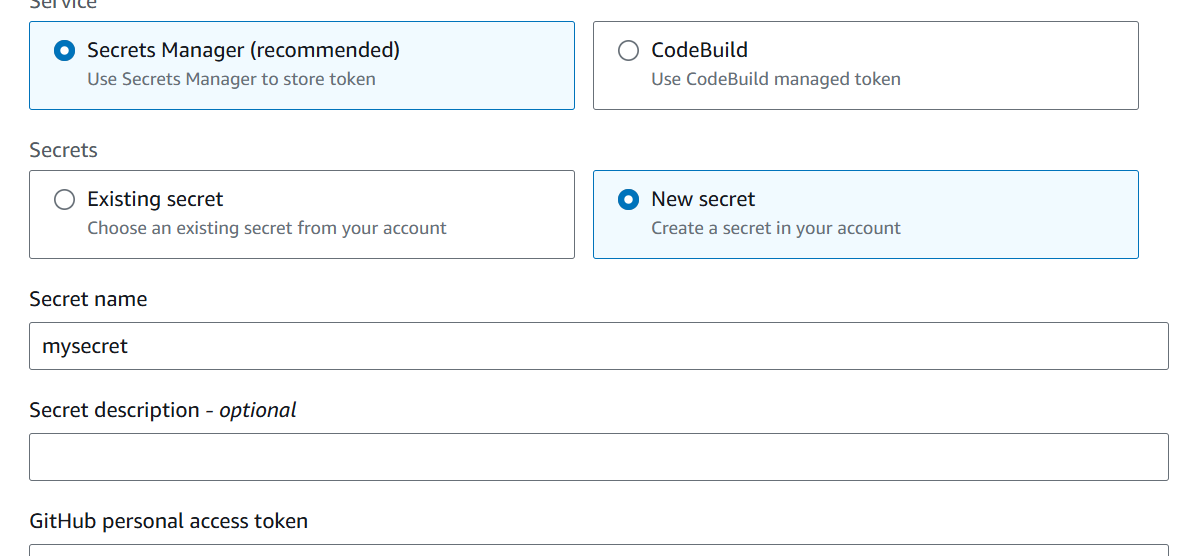 Service
Secrets Manager (recommended)
Use Secrets Manager to store token
CodeBuild
Use CodeBuild managed token
Secrets
Existing secret
Choose an existing secret from your account
New secret
Create a secret in your account
Secret name
mysecret
Secret description - optional
GitHub personal access token